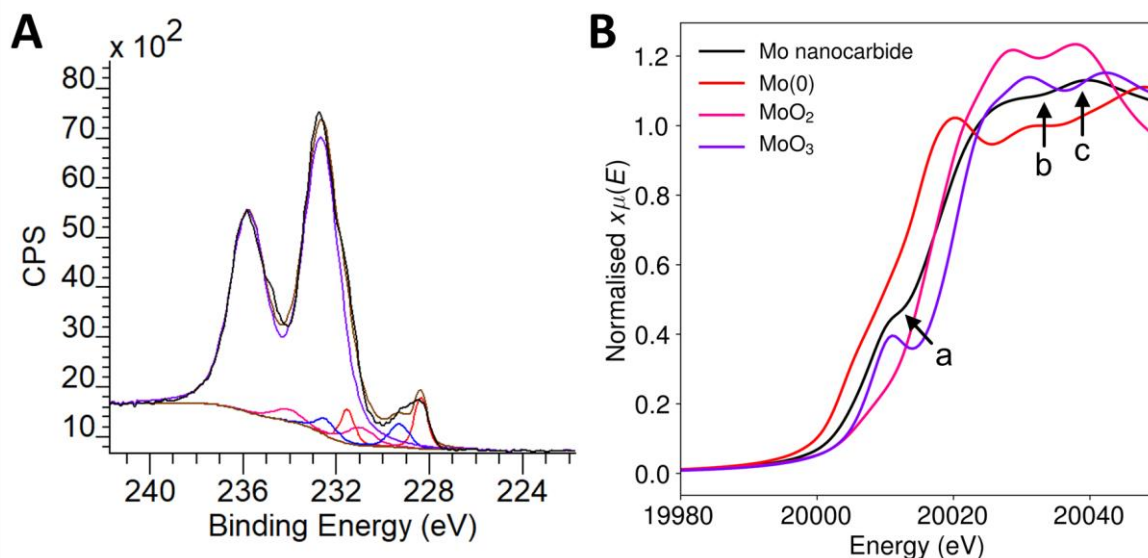 A
x 10²
80
70
60
50
40
30
20
10
CPS
240
236
232
228
224
Binding Energy (eV)
B
1.2
1.0
0.8
0.6
0.4
0.2
0.0
Normalised xμ(E)
Mo nanocarbide
Mo(0)
MoO₂
MoO₃
a
b
c
19980
20000
20020
20040
Energy (eV)